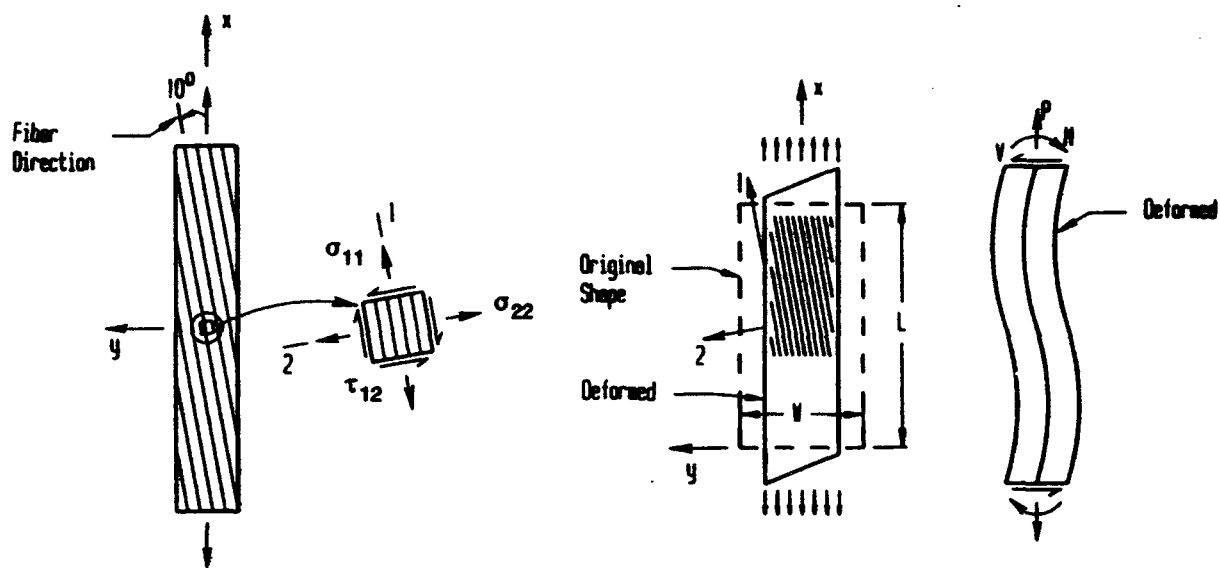 x
10°
Fiber
Direction
1
σ11
σ22
y
2
τ12
x
1
Original
Shape
L
2
Deformed
W
y
P
V
M
Deformed